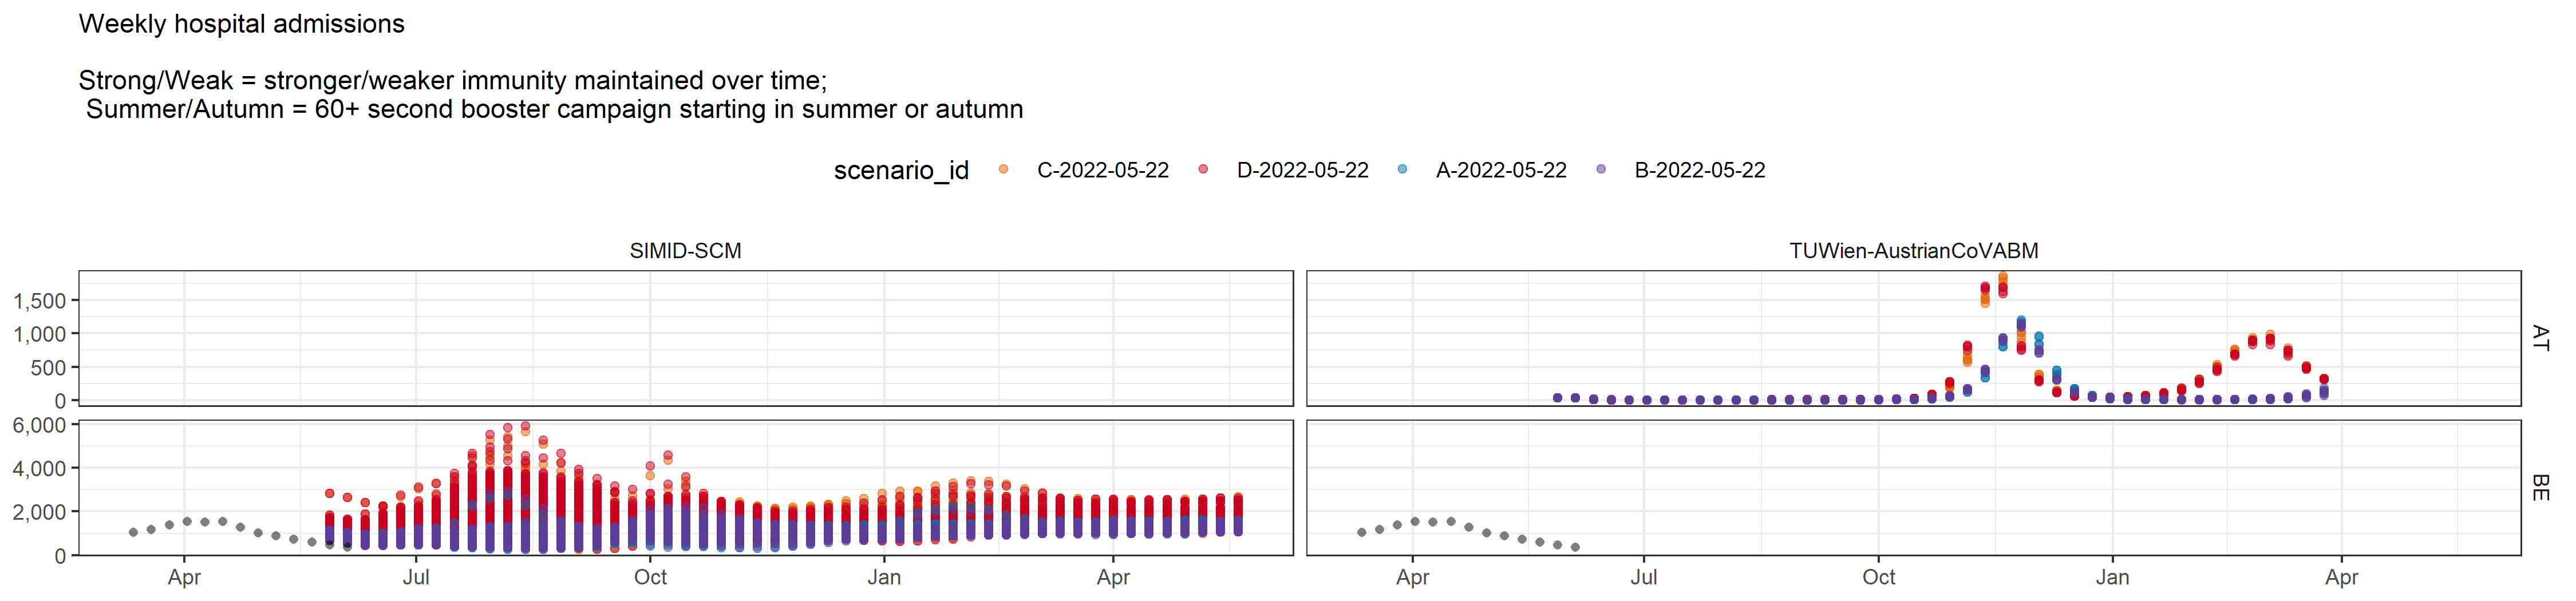 Weekly hospital admissions
Strong/Weak = stronger/weaker immunity maintained over time;
Summer/Autumn = 60+ second booster campaign starting in summer or autumn
scenario_id C-2022-05-22 D-2022-05-22 A-2022-05-22 B-2022-05-22
SIMID-SCM TUWien-AustrianCoVABM
1,500
1,000
500
0
AT
6,000
4,000
2,000
0
BE
Apr Jul Oct Jan Apr Apr Jul Oct Jan Apr